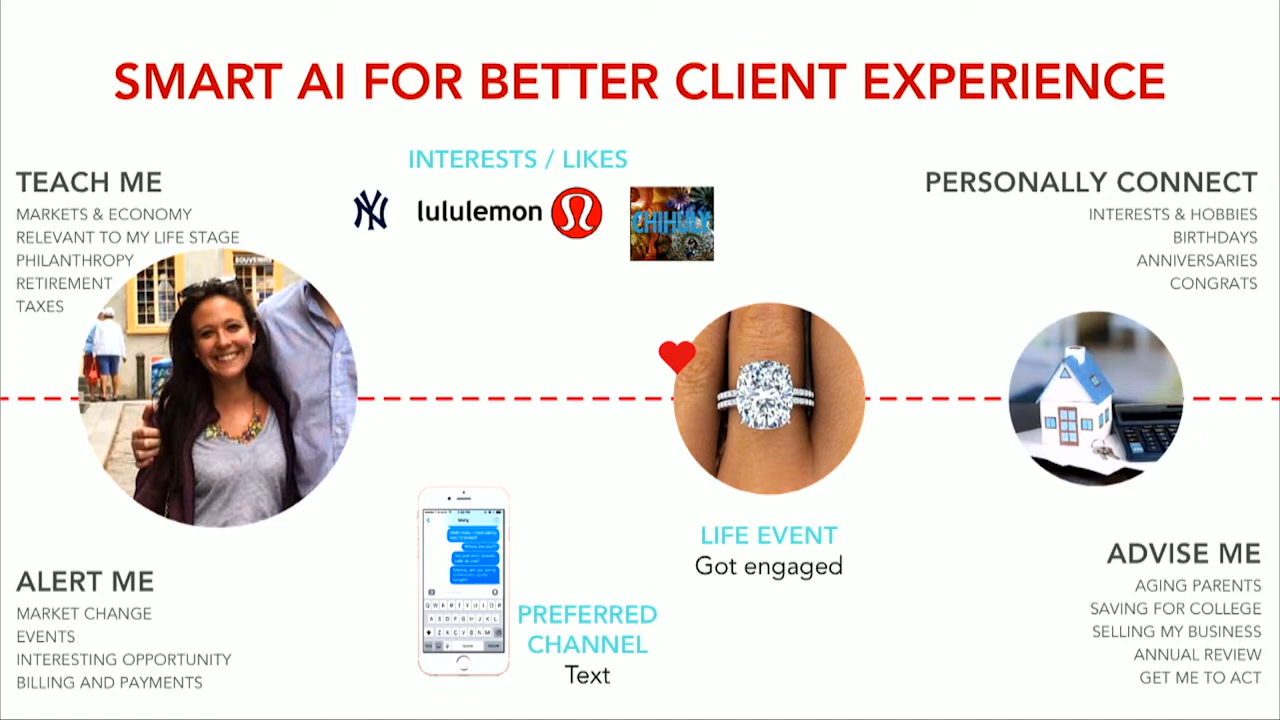 SMART AI FOR BETTER CLIENT EXPERIENCE
INTERESTS / LIKES
NY
lululemon
CHIHULY
TEACH ME
MARKETS & ECONOMY
RELEVANT TO MY LIFE STAGE
PHILANTHROPY
RETIREMENT
TAXES
PERSONALLY CONNECT
INTERESTS & HOBBIES
BIRTHDAYS
ANNIVERSARIES
CONGRATS
LIFE EVENT
Got engaged
PREFERRED
CHANNEL
Text
ALERT ME
MARKET CHANGE
EVENTS
INTERESTING OPPORTUNITY
BILLING AND PAYMENTS
ADVISE ME
AGING PARENTS
SAVING FOR COLLEGE
SELLING MY BUSINESS
ANNUAL REVIEW
GET ME TO ACT
Q W E R T Y U I O P
A S D F G H J K L
Z X C V B N M